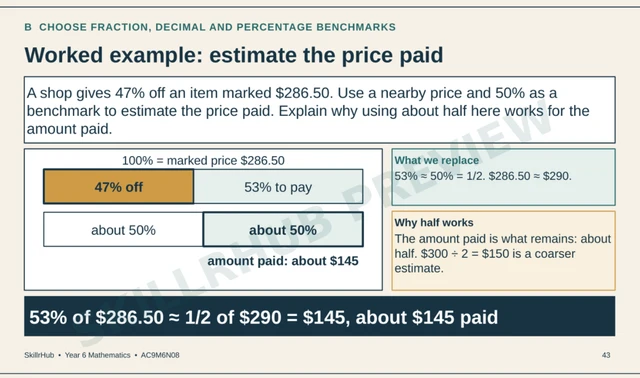 B CHOOSE FRACTION, DECIMAL AND PERCENTAGE BENCHMARKS
Worked example: estimate the price paid
A shop gives 47% off an item marked $286.50. Use a nearby price and 50% as a
benchmark to estimate the price paid. Explain why using about half here works for the
amount paid.
100% = marked price $286.50
47% off
53% to pay
about 50%
about 50%
amount paid: about $145
What we replace
53% ≈ 50% = 1/2. $286.50 ≈ $290.
Why half works
The amount paid is what remains: about
half. $300 ÷ 2 = $150 is a coarser
estimate.
53% of $286.50 ≈ 1/2 of $290 = $145, about $145 paid
SkillHub • Year 6 Mathematics • AC9M6N08
43
SKILLRHUB PREVIEW